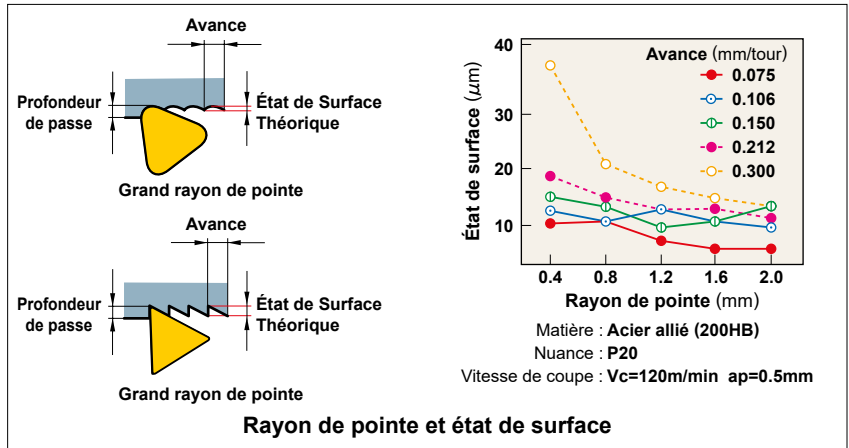 Avance
Profondeur
de passe
État de Surface
Théorique
Grand rayon de pointe
Avance
Profondeur
de passe
État de Surface
Théorique
Grand rayon de pointe
État de surface (μm)
40
30
20
10
Avance (mm/tour)
0.075
0.106
0.150
0.212
0.300
0.4 0.8 1.2 1.6 2.0
Rayon de pointe (mm)
Matière : Acier allié (200HB)
Nuance : P20
Vitesse de coupe : Vc=120m/min ap=0.5mm
Rayon de pointe et état de surface